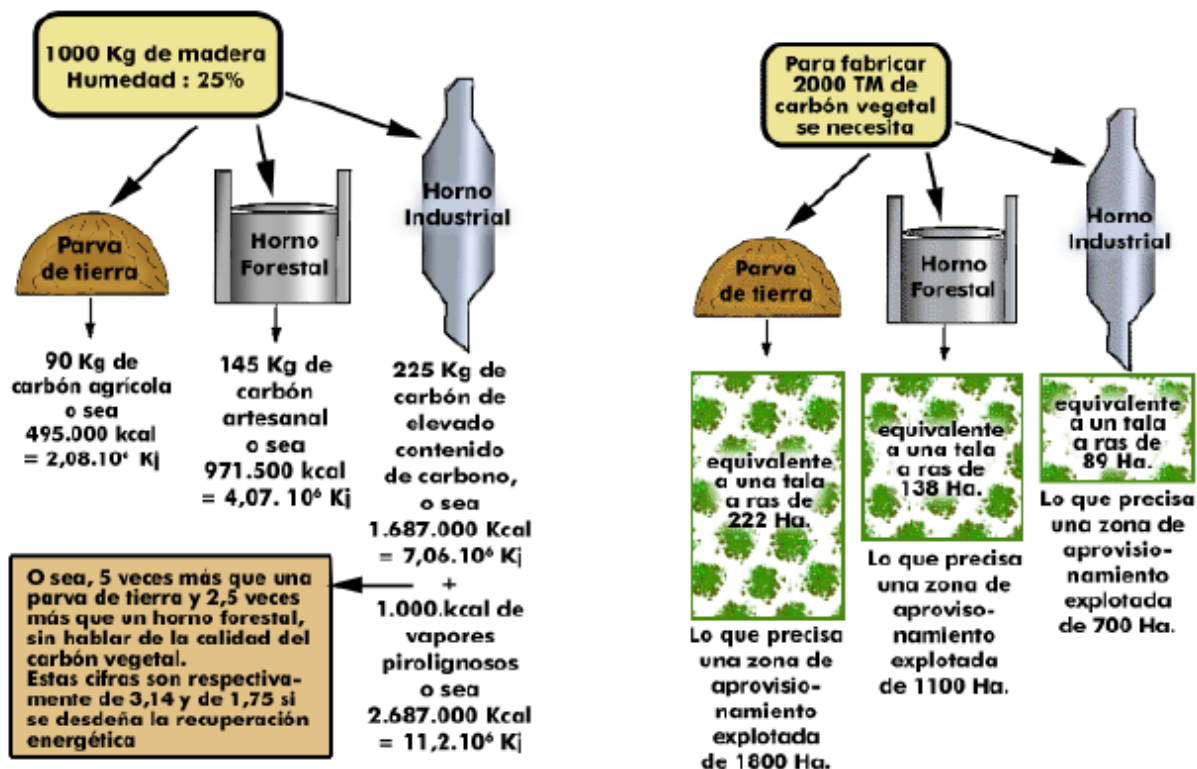 1000 Kg de madera
Humedad : 25%
Parva
de tierra
Horno
Forestal
Horno
Industrial
90 Kg de
carbón agrícola
o sea
495.000 kcal
= 2,08.10⁶ Kj
145 Kg de
carbón
artesanal
o sea
971.500 kcal
= 4,07. 10⁶ Kj
225 Kg de
carbón de
elevado
contenido
de carbono,
o sea
1.687.000 Kcal
= 7,06.10⁶ Kj
+
1.000.kcal de
vapores
pirolignosos
o sea
2.687.000 Kcal
= 11,2.10⁶ Kj
O sea, 5 veces más que una
parva de tierra y 2,5 veces
más que un horno forestal,
sin hablar de la calidad del
carbón vegetal.
Estas cifras son respectiva-
mente de 3,14 y de 1,75 si
se desdeña la recuperación
energética
Para fabricar
2000 TM de
carbón vegetal
se necesita
Parva
de tierra
Horno
Forestal
Horno
Industrial
equivalente
a una tala
a ras de
222 Ha.
Lo que precisa
una zona de
aprovisio-
namiento
explotada
de 1800 Ha.
equivalente
a una tala
a ras de
138 Ha.
Lo que precisa
una zona de
aproviso-
namiento
explotada
de 1100 Ha.
equivalente
a un tala
a ras de
89 Ha.
Lo que precisa
una zona de
aprovisio-
namiento
explotada
de 700 Ha.